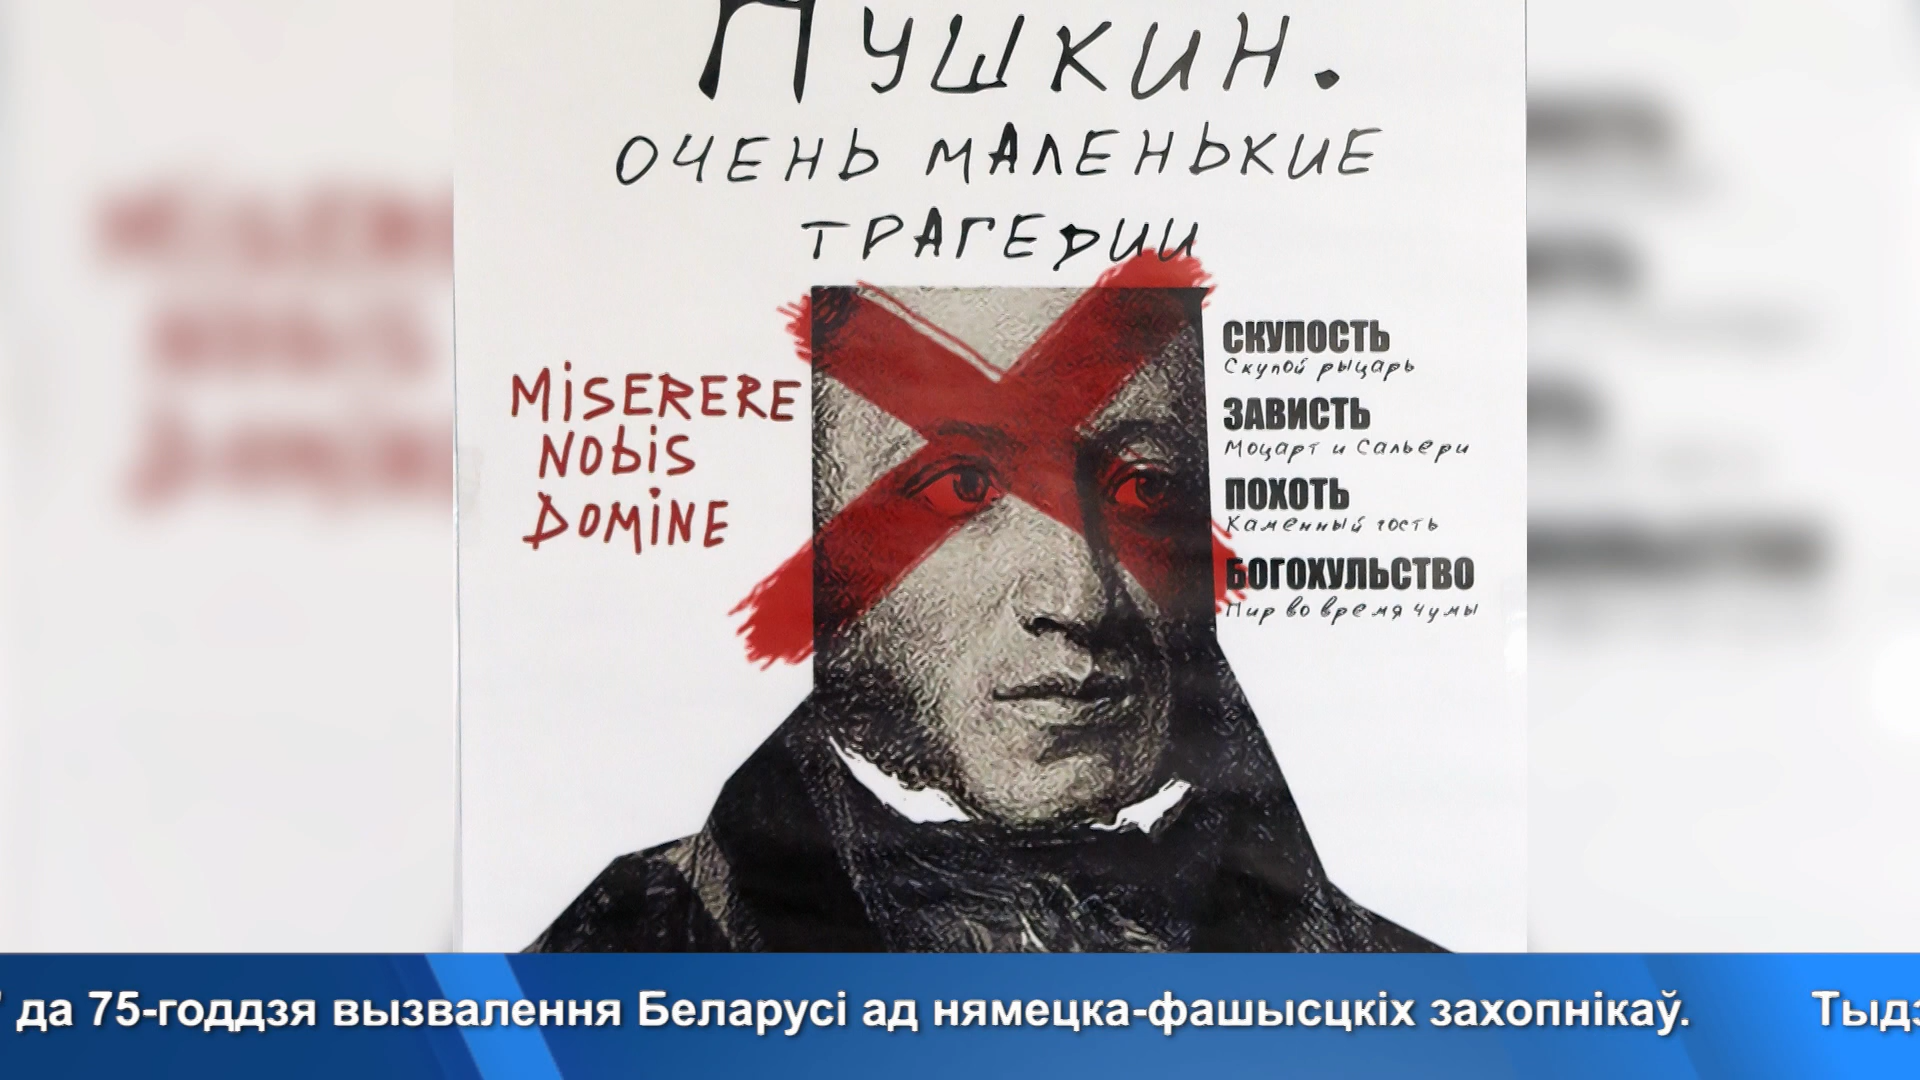 Пушкин.
очень маленькие
трагедии
MiSERERE
NObiS
DOMiNE
СКУПОСТЬ
Скупой рыцарь
ЗАВИСТЬ
Моцарт и Сальери
ПОХОТЬ
Каменный гость
БОГОХУЛЬСТВО
Пир во время чумы
да 75-годдзя вызвалення Беларусі ад нямецка-фашысцкіх захопнікаў.